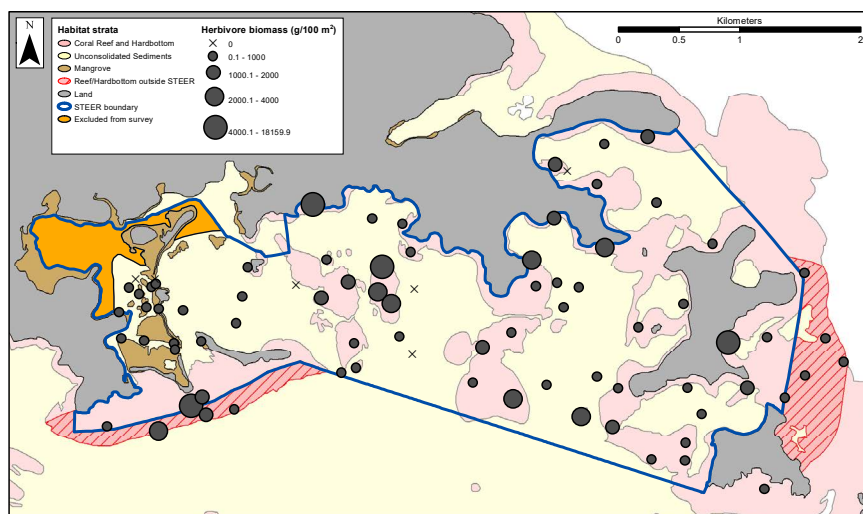 N
Habitat strata
Coral Reef and Hardbottom
Unconsolidated Sediments
Mangrove
Reef/Hardbottom outside STEER
Land
STEER boundary
Excluded from survey
Herbivore biomass (g/100 m²)
0
0.1 - 1000
1000.1 - 2000
2000.1 - 4000
4000.1 - 18159.9
Kilometers
0 0.5 1 2